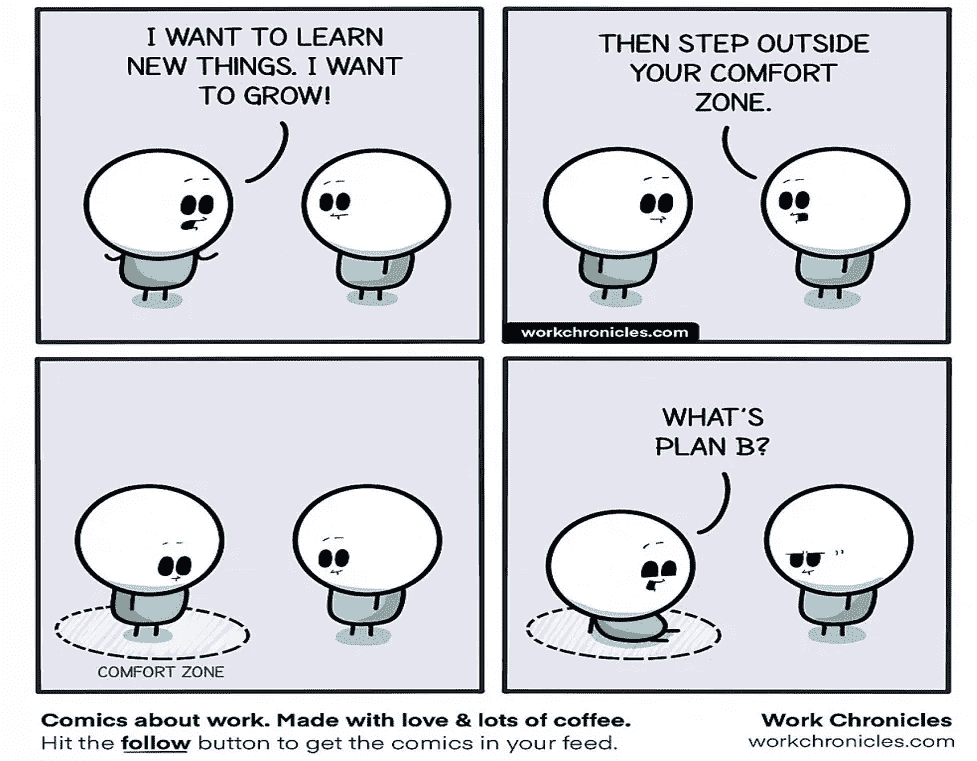 I WANT TO LEARN
NEW THINGS. I WANT
TO GROW!
THEN STEP OUTSIDE
YOUR COMFORT
ZONE.
workchronicles.com
COMFORT ZONE
WHAT'S
PLAN B?
Comics about work. Made with love & lots of coffee.
Hit the follow button to get the comics in your feed.
Work Chronicles
workchronicles.com